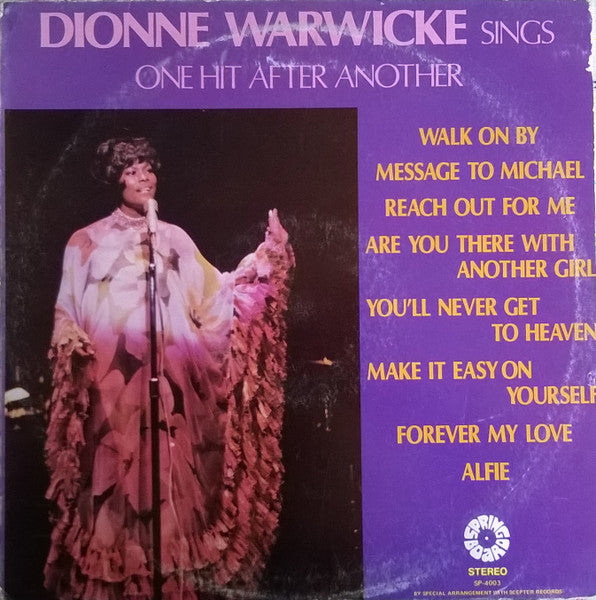 DIONNE WARWICKE SINGS
ONE HIT AFTER ANOTHER
WALK ON BY
MESSAGE TO MICHAEL
REACH OUT FOR ME
ARE YOU THERE WITH
ANOTHER GIRL
YOU'LL NEVER GET
TO HEAVEN
MAKE IT EASY ON
YOURSELF
FOREVER MY LOVE
ALFIE
SPRING
BOARD
STEREO
SP-4003
BY SPECIAL ARRANGEMENT WITH SCEPTER RECORDS